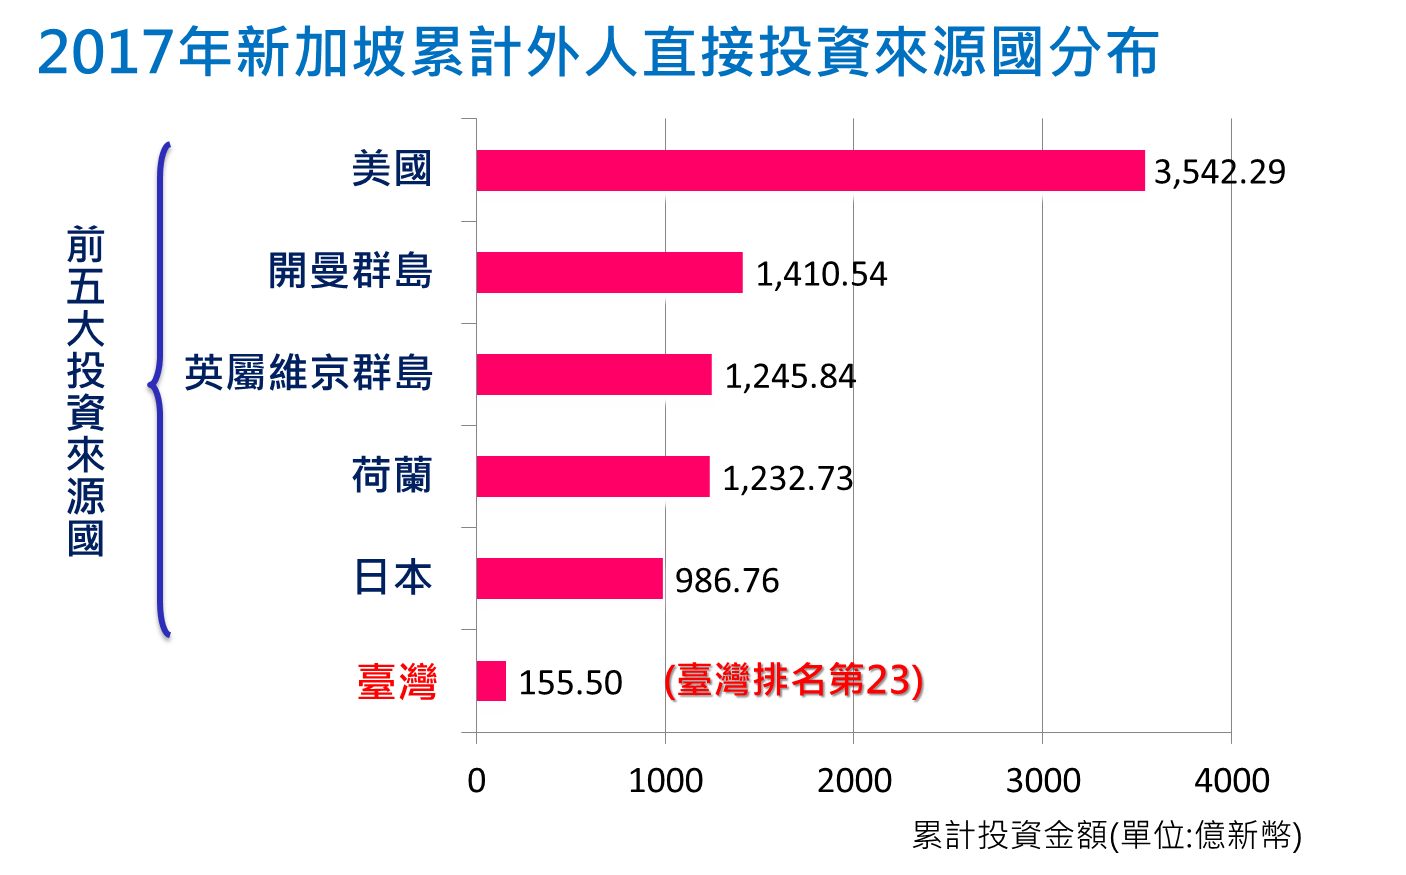 2017年新加坡累計外人直接投資來源國分布
前五大投資來源國
美國 3,542.29
開曼群島 1,410.54
英屬維京群島 1,245.84
荷蘭 1,232.73
日本 986.76
臺灣 155.50 (臺灣排名第23)
0 1000 2000 3000 4000
累計投資金額(單位:億新幣)